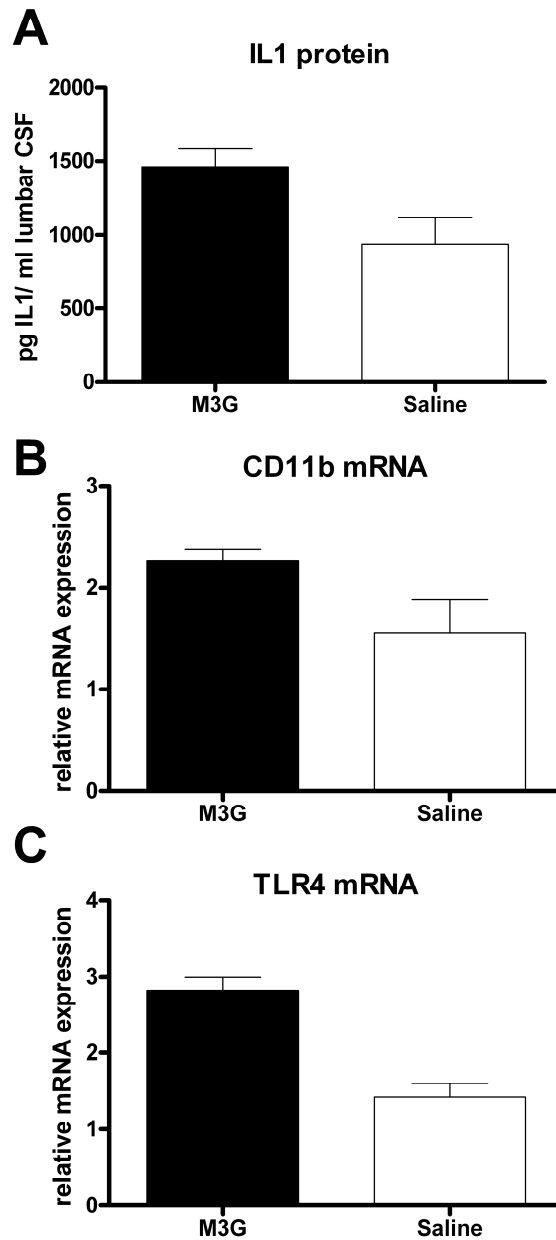 A
IL1 protein
pg IL1/ ml lumbar CSF
2000
1500
1000
500
0
M3G Saline
B
CD11b mRNA
relative mRNA expression
3
2
1
0
M3G Saline
C
TLR4 mRNA
relative mRNA expression
4
3
2
1
0
M3G Saline